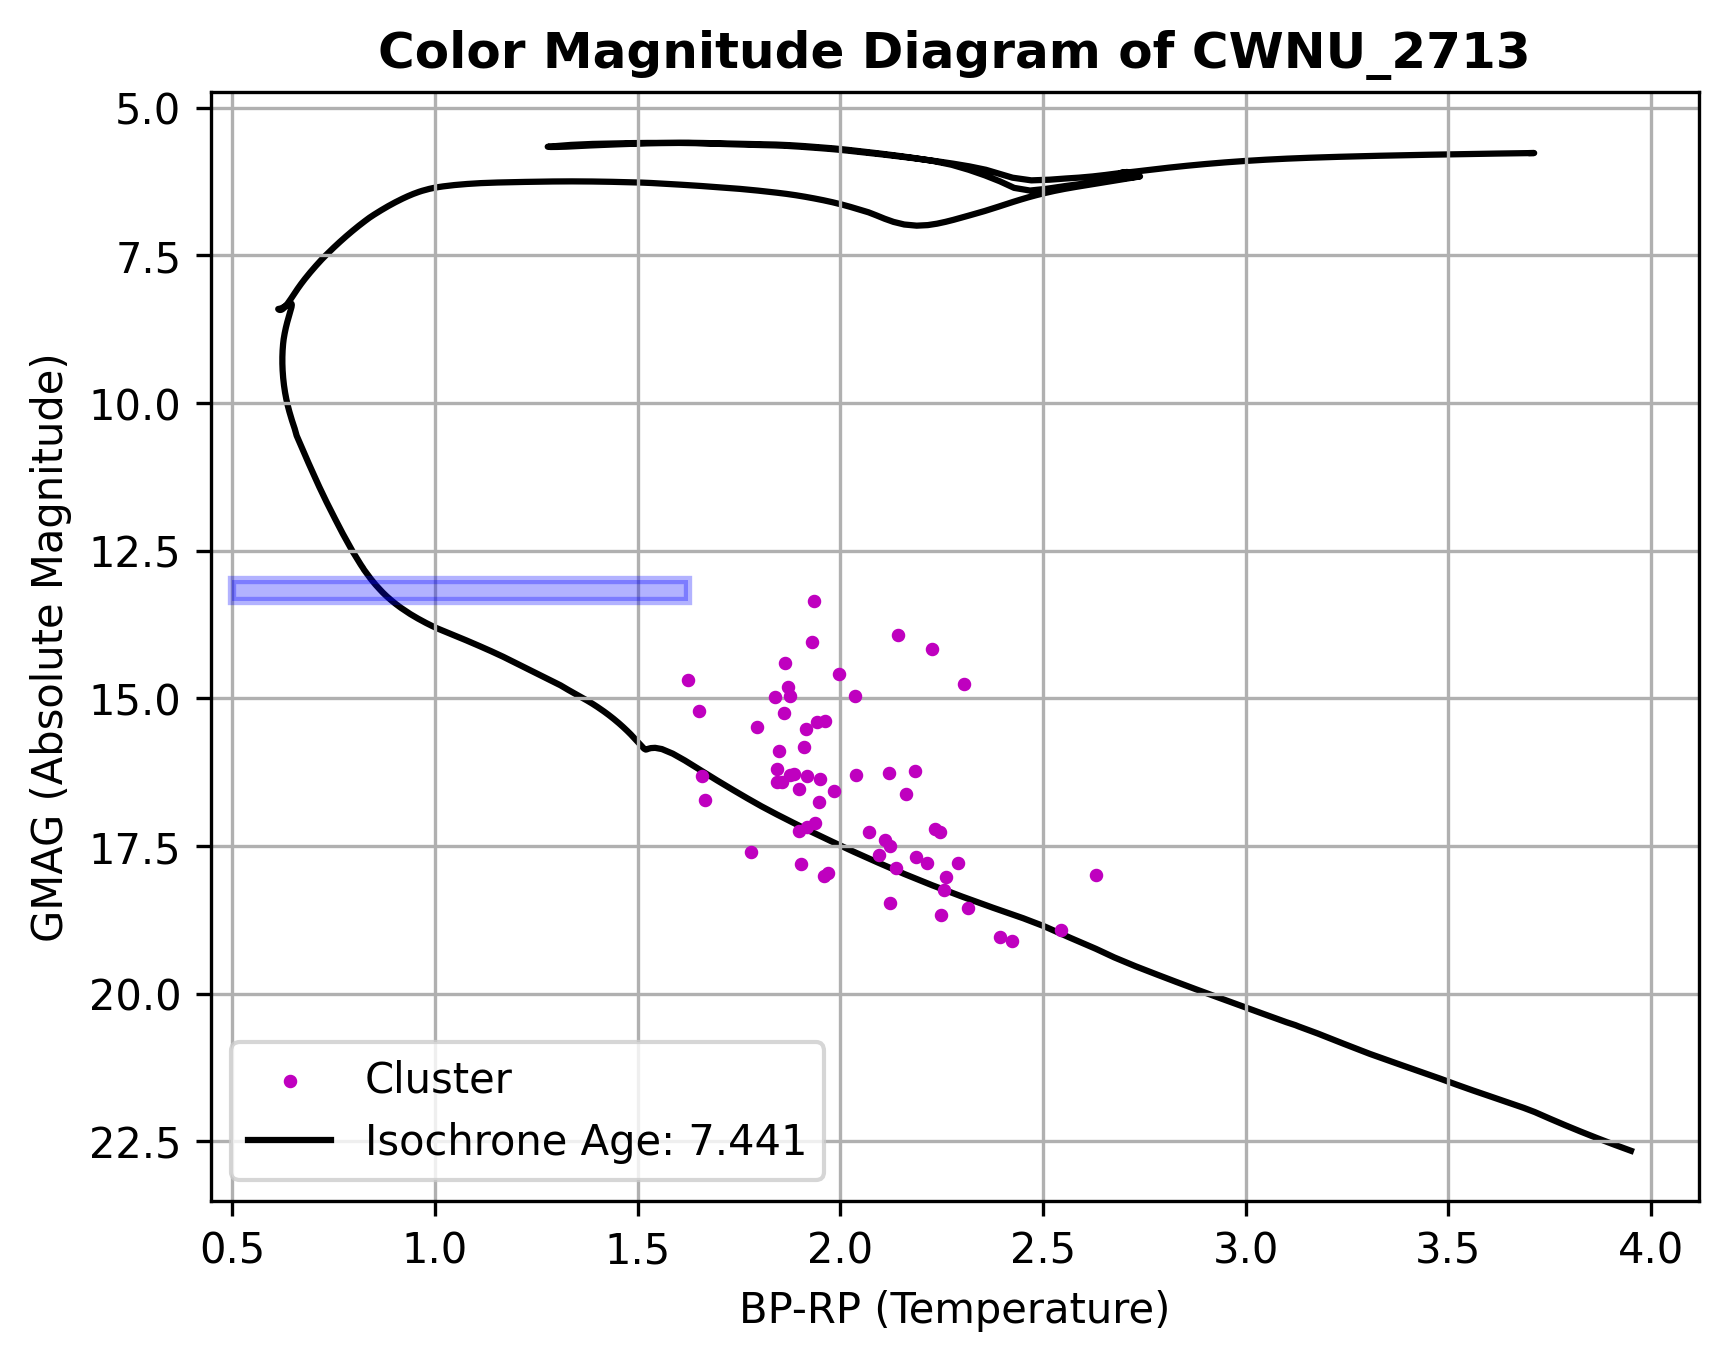 Color Magnitude Diagram of CWNU_2713
GMAG (Absolute Magnitude)
5.0
7.5
10.0
12.5
15.0
17.5
20.0
22.5
Cluster
Isochrone Age: 7.441
0.5 1.0 1.5 2.0 2.5 3.0 3.5 4.0
BP-RP (Temperature)